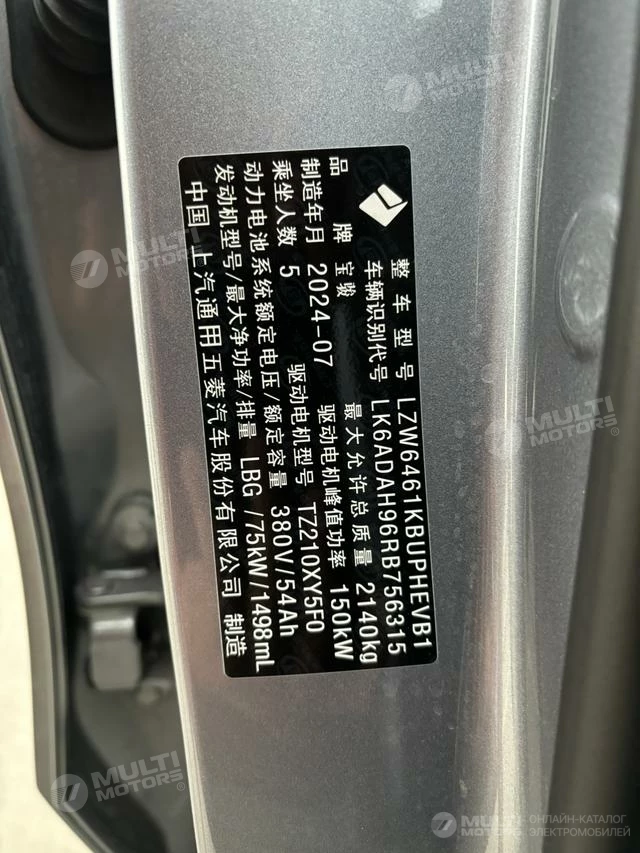 整车型号 LZW6461KBUPHEVB1
车辆识别代号 LK6ADAH96RB756315
品 牌 宝骏 最大允许总质量 2140kg
制造年月 2024-07 驱动电机峰值功率 150kW
乘坐人数 5 驱动电机型号 TZ210XY5F0
动力电池系统额定电压/额定容量 380V/54Ah
发动机型号/最大净功率/排量 LBG /75kW/1498mL
中国 上汽通用五菱汽车股份有限公司 制造
MULTI MOTORS
MULTI MOTORS
MULTI MOTORS
MULTI MOTORS
MULTI MOTORS
MULTI MOTORS
ОНЛАЙН-КАТАЛОГ
ЭЛЕКТРОМОБИЛЕЙ